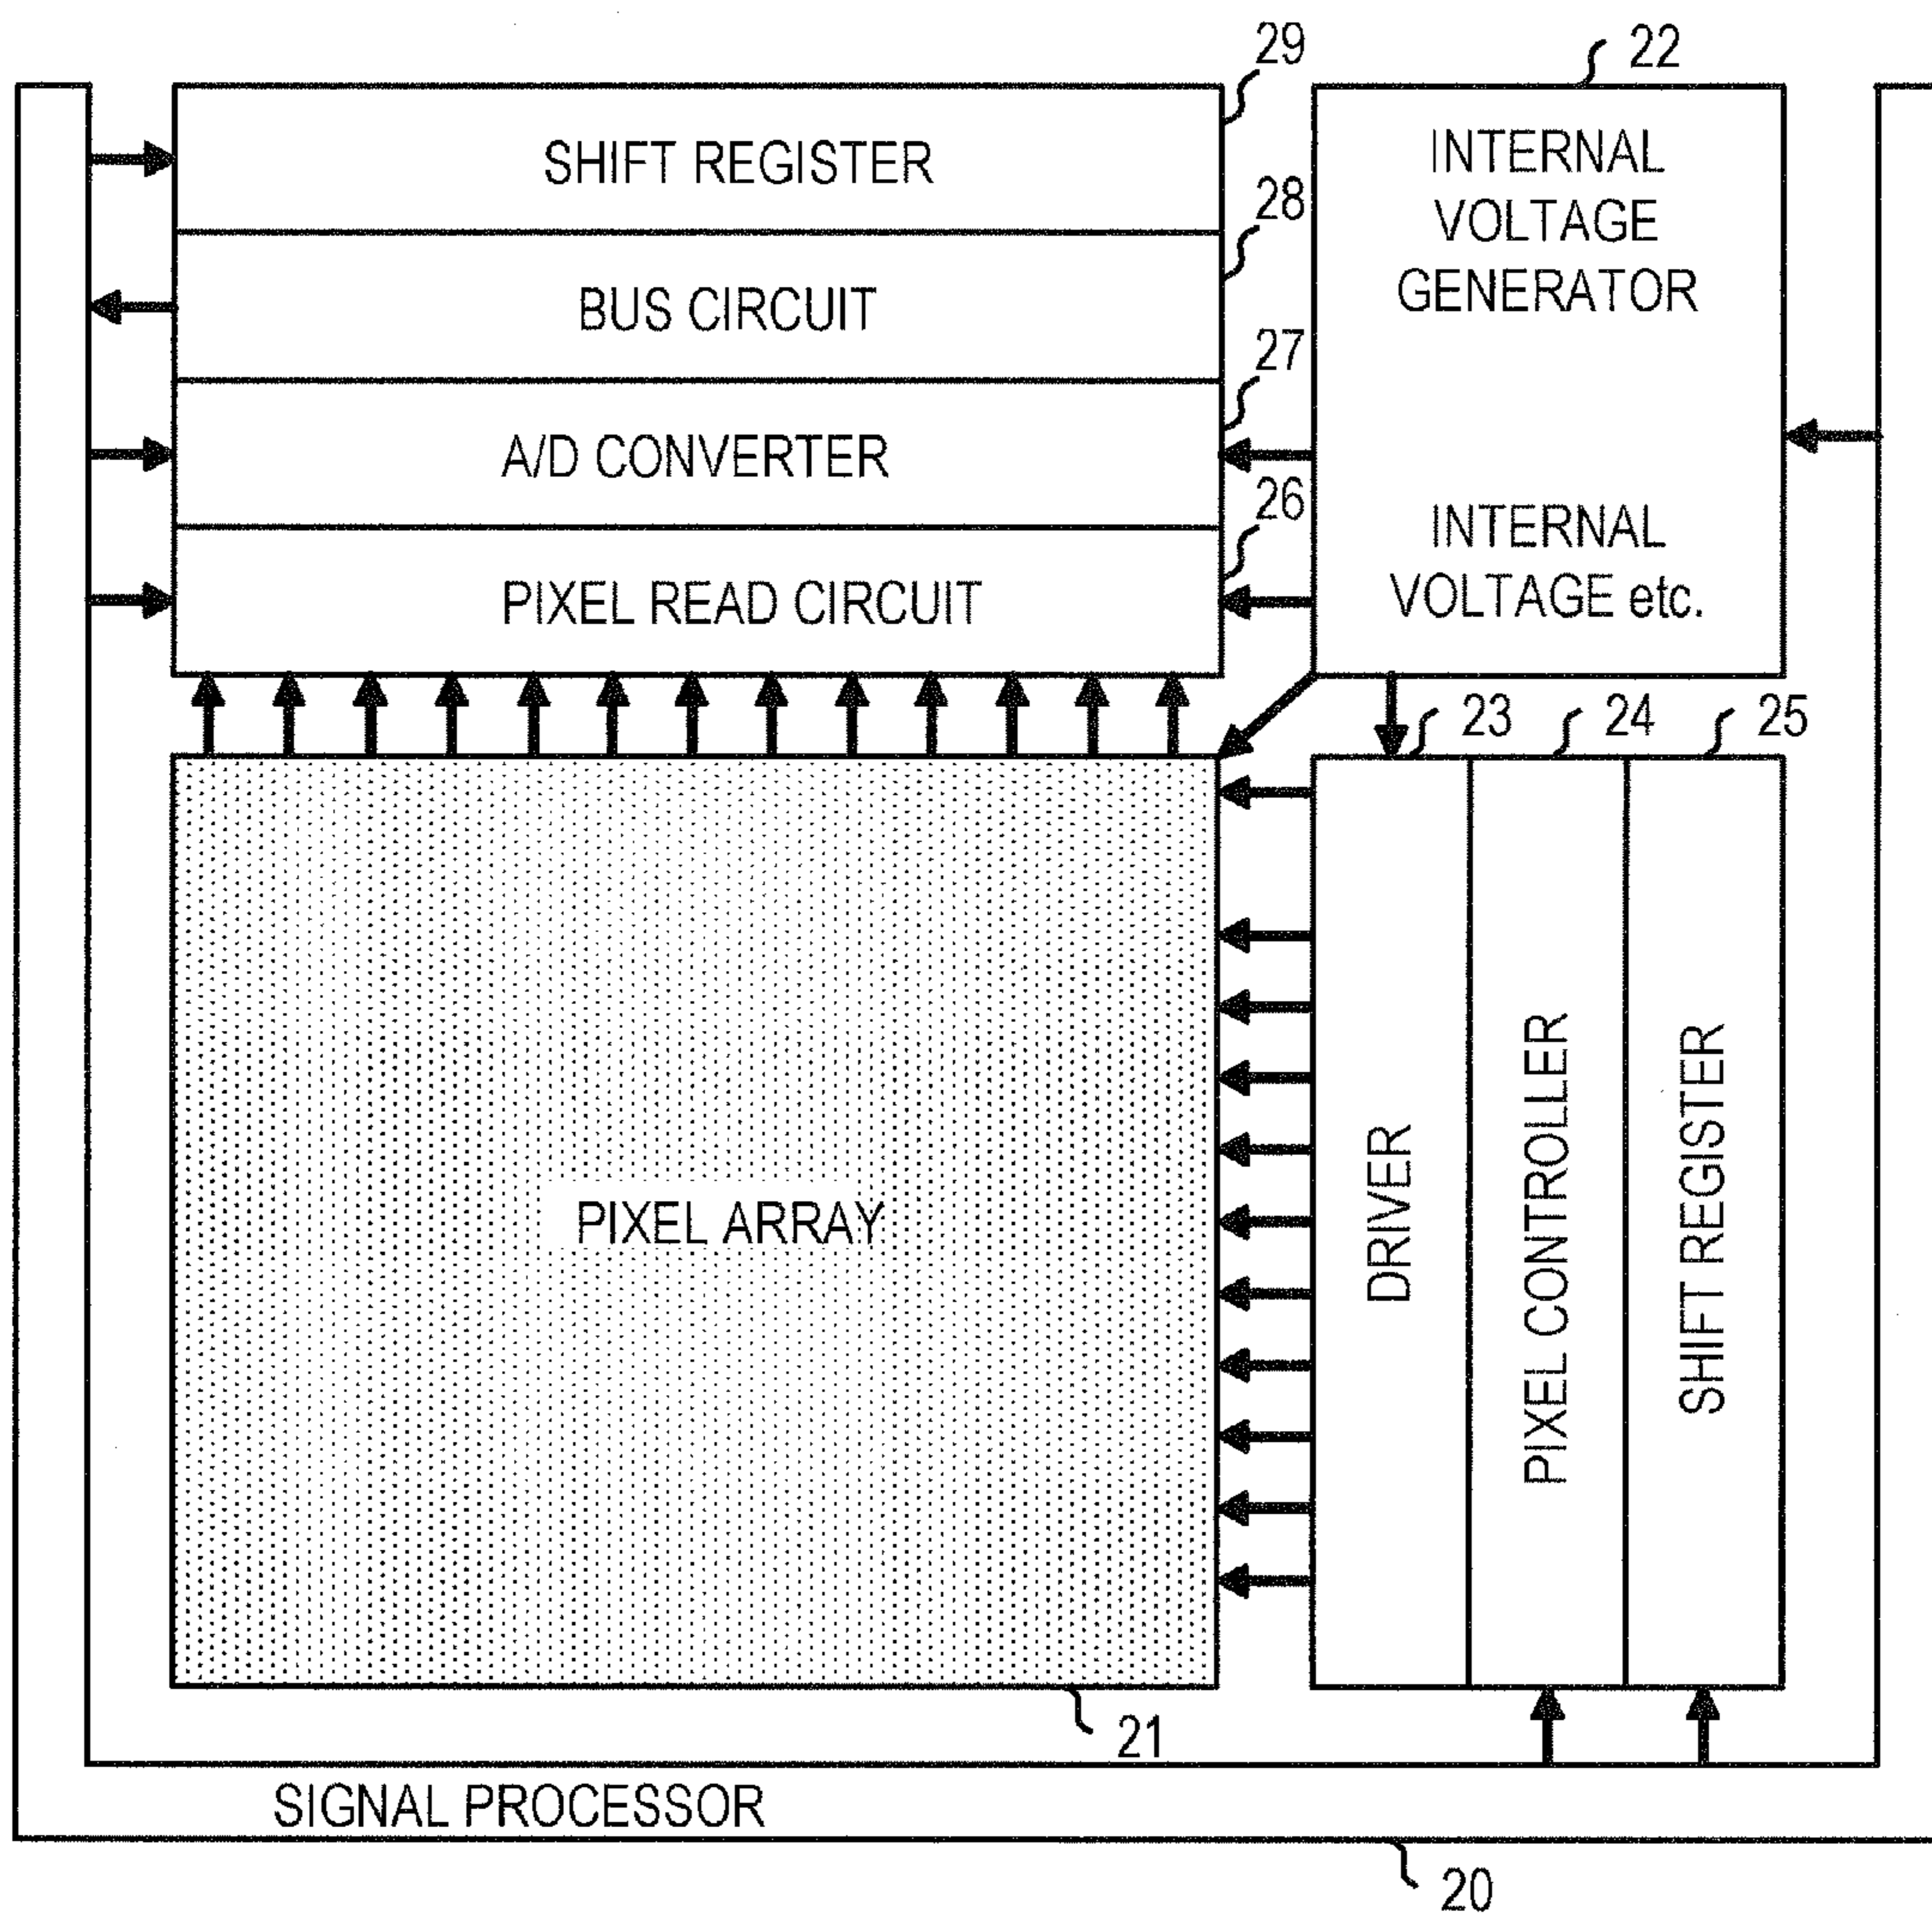 29
22
SHIFT REGISTER
INTERNAL
VOLTAGE
GENERATOR
28
BUS CIRCUIT
27
A/D CONVERTER
26
INTERNAL
VOLTAGE etc.
PIXEL READ CIRCUIT
23
24
25
PIXEL ARRAY
DRIVER
PIXEL CONTROLLER
SHIFT REGISTER
21
SIGNAL PROCESSOR
20